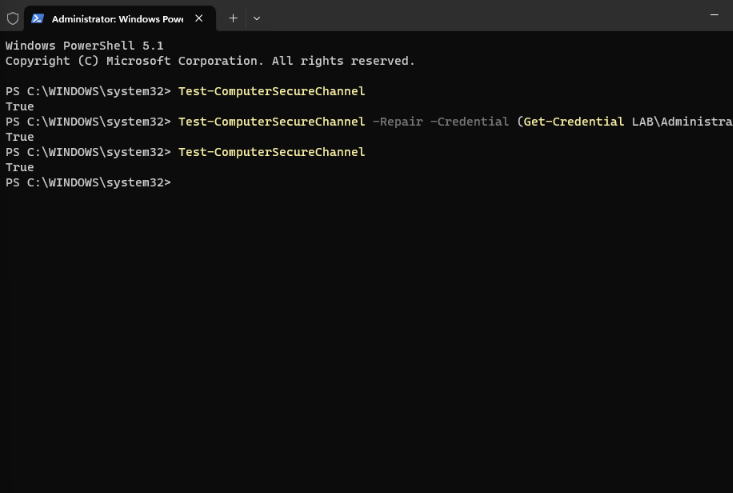 Administrator: Windows Pow
Windows PowerShell 5.1
Copyright (C) Microsoft Corporation. All rights reserved.
PS C:\WINDOWS\system32> Test-ComputerSecureChannel
True
PS C:\WINDOWS\system32> Test-ComputerSecureChannel -Repair -Credential (Get-Credential LAB\Administra
True
PS C:\WINDOWS\system32> Test-ComputerSecureChannel
True
PS C:\WINDOWS\system32>